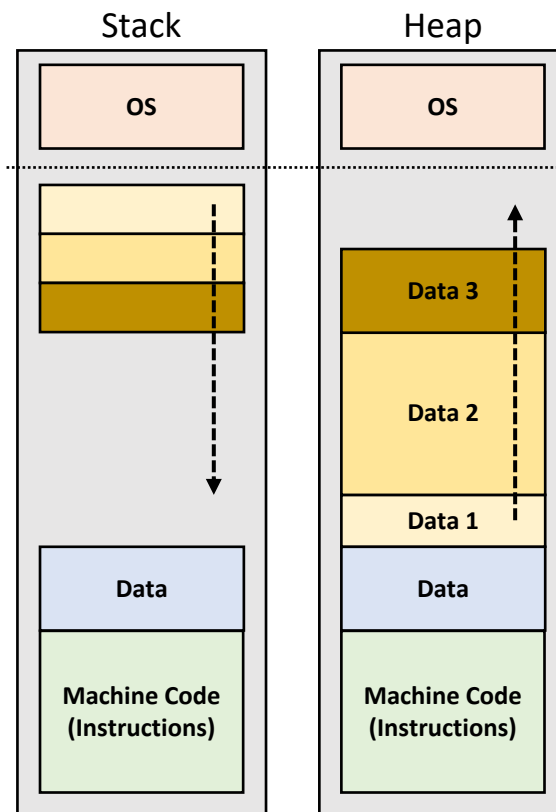 Stack
OS
Data
Machine Code
(Instructions)
Heap
OS
Data 3
Data 2
Data 1
Data
Machine Code
(Instructions)